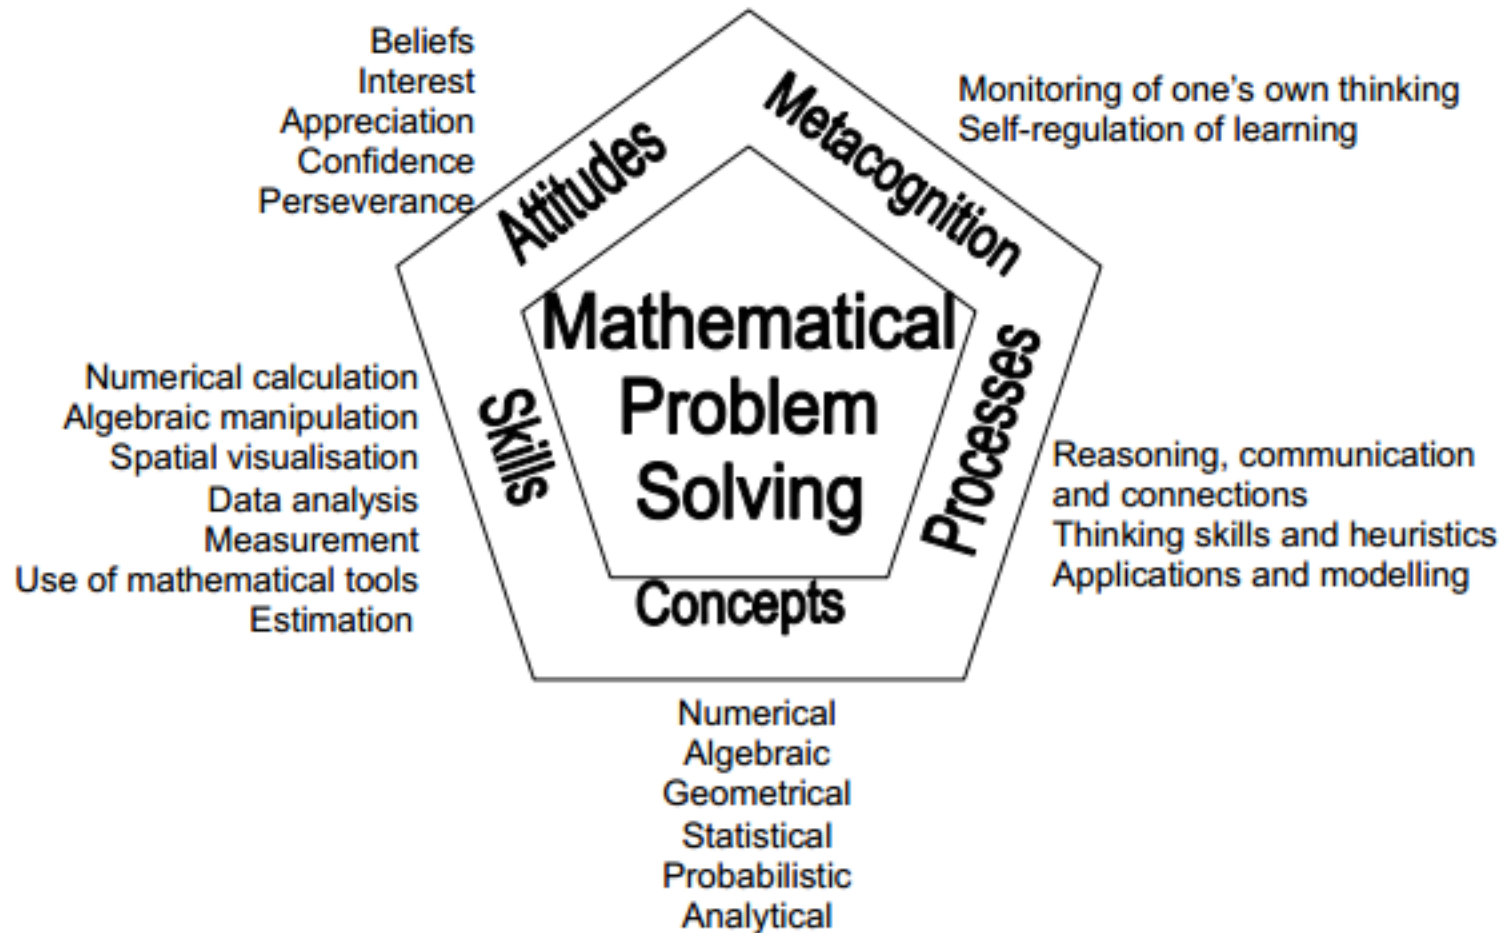 Beliefs
Interest
Appreciation
Confidence
Perseverance
Attitudes
Metacognition
Monitoring of one's own thinking
Self-regulation of learning
Mathematical
Problem
Solving
Numerical calculation
Algebraic manipulation
Spatial visualisation
Data analysis
Measurement
Use of mathematical tools
Estimation
Skills
Processes
Reasoning, communication
and connections
Thinking skills and heuristics
Applications and modelling
Concepts
Numerical
Algebraic
Geometrical
Statistical
Probabilistic
Analytical